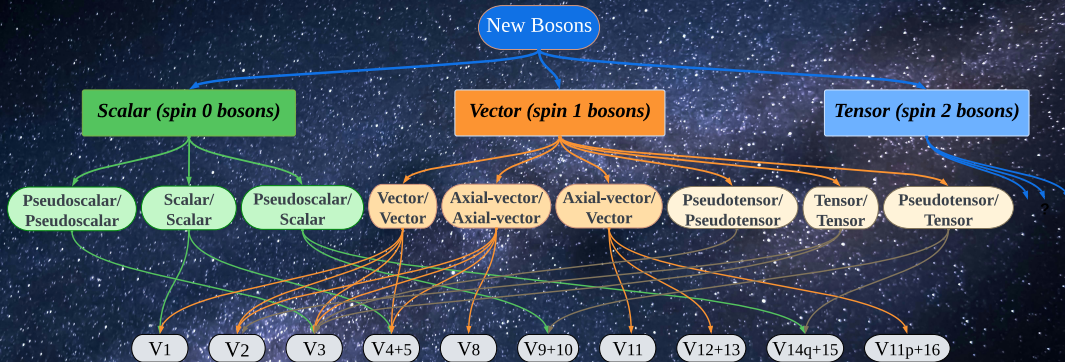 New Bosons
Scalar (spin 0 bosons)
Vector (spin 1 bosons)
Tensor (spin 2 bosons)
Pseudoscalar/
Pseudoscalar
Scalar/
Scalar
Pseudoscalar/
Scalar
Vector/
Vector
Axial-vector/
Axial-vector
Axial-vector/
Vector
Pseudotensor/
Pseudotensor
Tensor/
Tensor
Pseudotensor/
Tensor
?
V1
V2
V3
V4+5
V8
V9+10
V11
V12+13
V14q+15
V11p+16